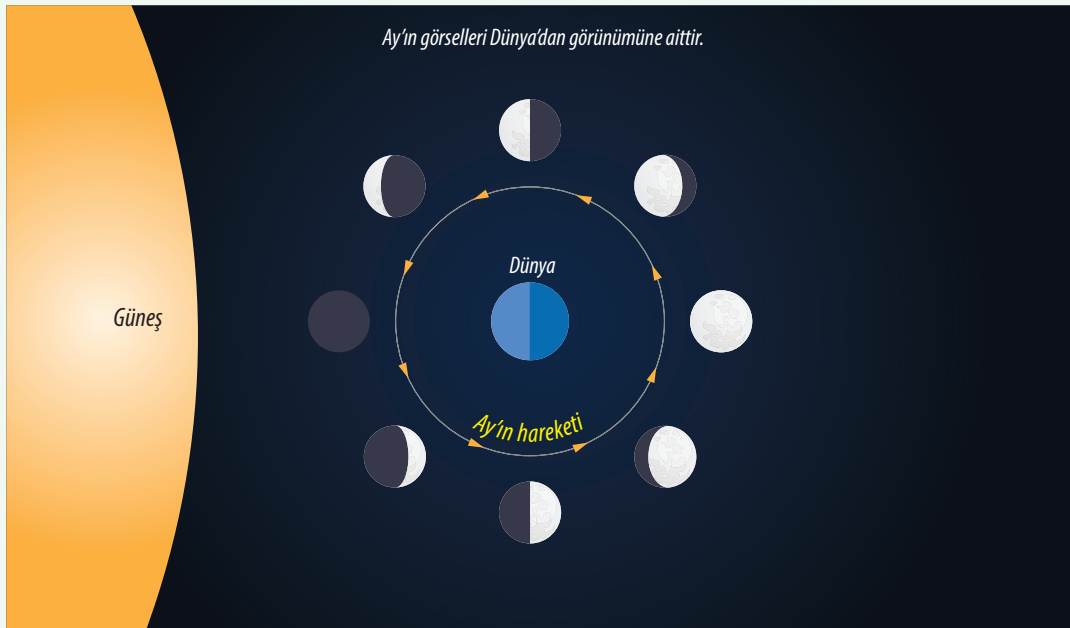 Ay’ın görselleri Dünya’dan görünümüne aittir.
Dünya
Güneş
Ay’ın hareketi